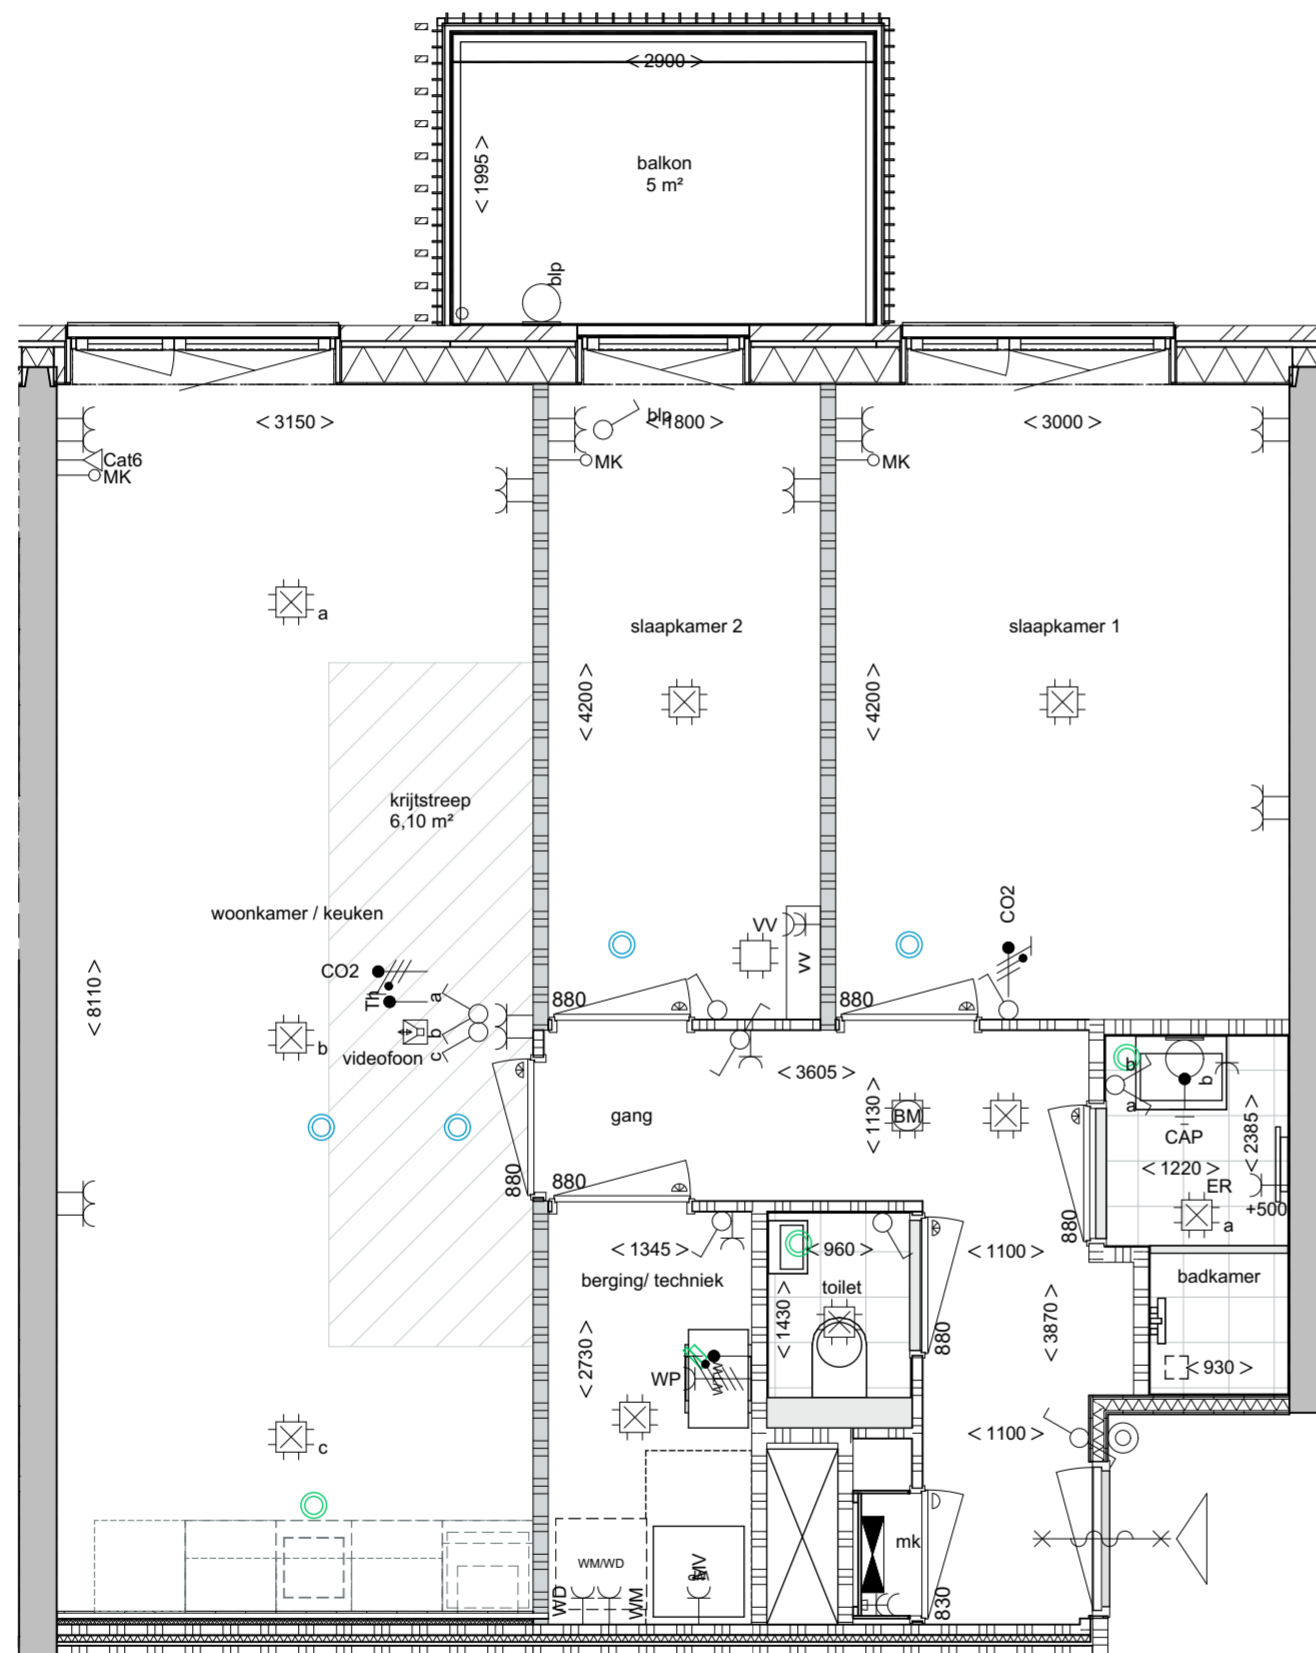 < 2900 >
< 1995 >
balkon
5 m²
blp
< 3150 >
blp
< 1800 >
< 3000 >
Cat6
MK
MK
MK
a
slaapkamer 2
slaapkamer 1
< 4200 >
< 4200 >
krijtstreep
6,10 m²
woonkamer / keuken
CO2
VV
VV
CO2
Th
a
b
c
880
880
< 8110 >
b
videofoon
< 3605 >
b
b
a
gang
< 1130 >
BM
CAP
< 2385 >
< 1220 >
ER
880
880
880
+500
a
< 1345 >
< 960 >
< 1100 >
berging/ techniek
toilet
badkamer
< 1430 >
< 2730 >
880
< 3870 >
WP
< 930 >
c
< 1100 >
WM/WD
MV
mk
WD
WM
830